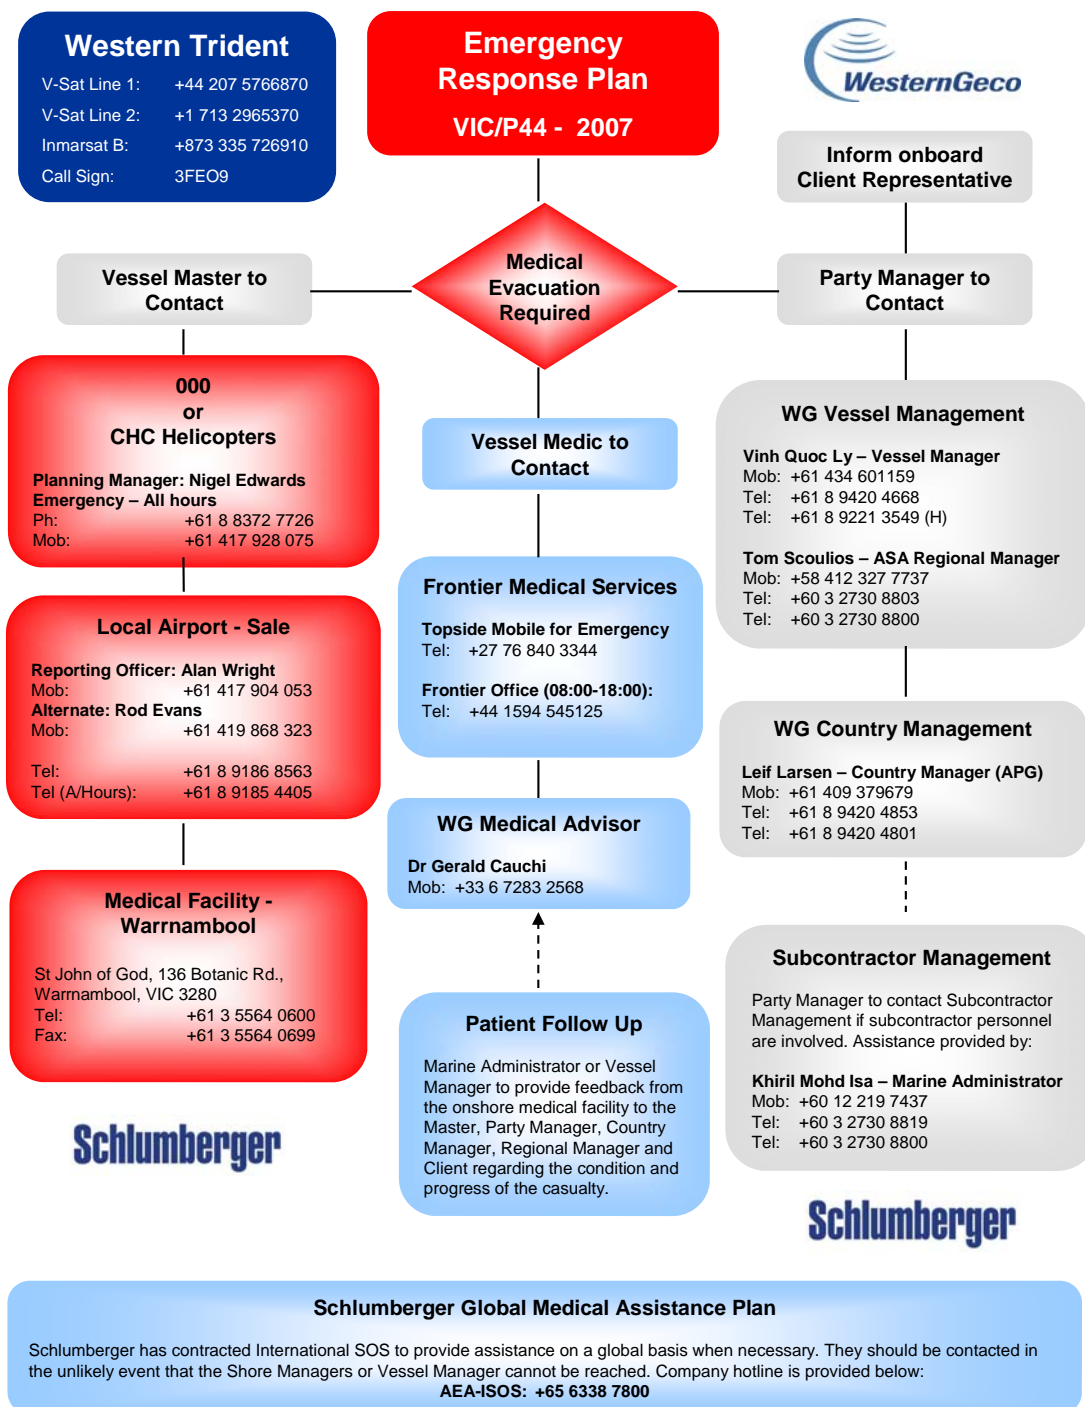 Western Trident
V-Sat Line 1: +44 207 5766870
V-Sat Line 2: +1 713 2965370
Inmarsat B: +873 335 726910
Call Sign: 3FEO9
Emergency
Response Plan
VIC/P44 - 2007
WesternGeco
Inform onboard
Client Representative
Medical
Evacuation
Required
Vessel Master to
Contact
Party Manager to
Contact
000
or
CHC Helicopters
Planning Manager: Nigel Edwards
Emergency – All hours
Ph: +61 8 8372 7726
Mob: +61 417 928 075
Local Airport - Sale
Reporting Officer: Alan Wright
Mob: +61 417 904 053
Alternate: Rod Evans
Mob: +61 419 868 323
Tel: +61 8 9186 8563
Tel (A/Hours): +61 8 9185 4405
Medical Facility -
Warrnambool
St John of God, 136 Botanic Rd.,
Warrnambool, VIC 3280
Tel: +61 3 5564 0600
Fax: +61 3 5564 0699
Schlumberger
Vessel Medic to
Contact
Frontier Medical Services
Topside Mobile for Emergency
Tel: +27 76 840 3344
Frontier Office (08:00-18:00):
Tel: +44 1594 545125
WG Medical Advisor
Dr Gerald Cauchi
Mob: +33 6 7283 2568
Patient Follow Up
Marine Administrator or Vessel
Manager to provide feedback from
the onshore medical facility to the
Master, Party Manager, Country
Manager, Regional Manager and
Client regarding the condition and
progress of the casualty.
WG Vessel Management
Vinh Quoc Ly – Vessel Manager
Mob: +61 434 601159
Tel: +61 8 9420 4668
Tel: +61 8 9221 3549 (H)
Tom Scoulios – ASA Regional Manager
Mob: +58 412 327 7737
Tel: +60 3 2730 8803
Tel: +60 3 2730 8800
WG Country Management
Leif Larsen – Country Manager (APG)
Mob: +61 409 379679
Tel: +61 8 9420 4853
Tel: +61 8 9420 4801
Subcontractor Management
Party Manager to contact Subcontractor
Management if subcontractor personnel
are involved. Assistance provided by:
Khiril Mohd Isa – Marine Administrator
Mob: +60 12 219 7437
Tel: +60 3 2730 8819
Tel: +60 3 2730 8800
Schlumberger
Schlumberger Global Medical Assistance Plan
Schlumberger has contracted International SOS to provide assistance on a global basis when necessary. They should be contacted in
the unlikely event that the Shore Managers or Vessel Manager cannot be reached. Company hotline is provided below:
AEA-ISOS: +65 6338 7800